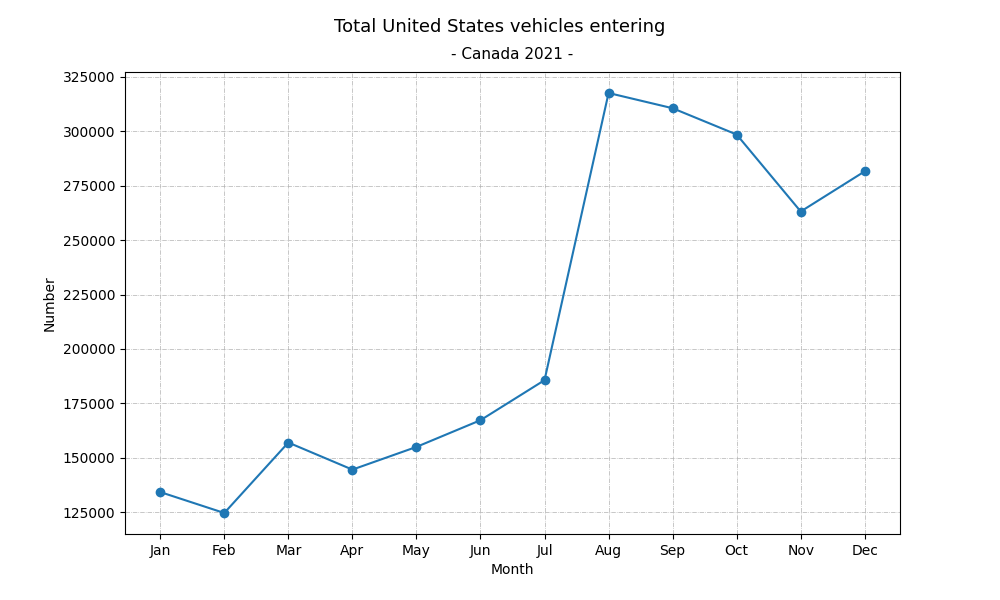 Total United States vehicles entering
- Canada 2021 -
325000
300000
275000
250000
225000
200000
175000
150000
125000
Number
Jan Feb Mar Apr May Jun Jul Aug Sep Oct Nov Dec
Month